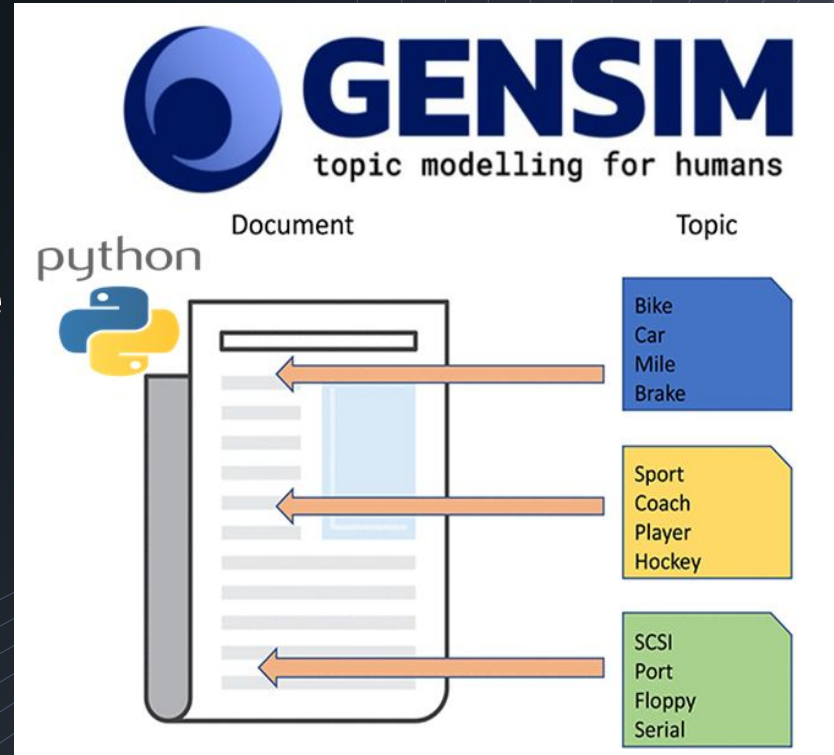 GENSIM
topic modelling for humans
Document
Topic
python
Bike
Car
Mile
Brake
Sport
Coach
Player
Hockey
SCSI
Port
Floppy
Serial